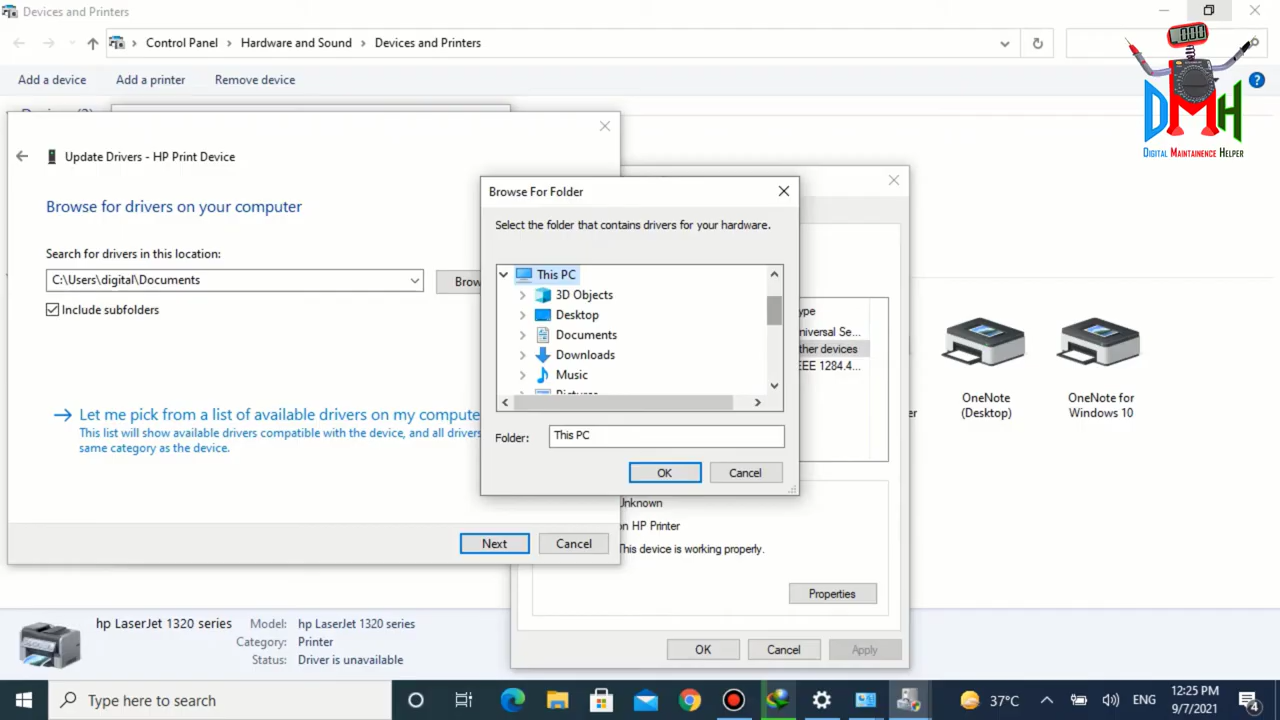 Devices and Printers
Control Panel
Hardware and Sound
Devices and Printers
Add a device
Add a printer
Remove device
?
0.00
DMH
DIGITAL MAINTAINENCE HELPER
Update Drivers - HP Print Device
Browse for drivers on your computer
Search for drivers in this location:
C:\Users\digital\Documents
Brow
Include subfolders
Let me pick from a list of available drivers on my compute
This list will show available drivers compatible with the device, and all drivers
same category as the device.
Next
Cancel
Browse For Folder
Select the folder that contains drivers for your hardware.
This PC
3D Objects
Desktop
Documents
Downloads
Music
Pictures
Folder:
This PC
OK
Cancel
ype
niversal Se...
ther devices
EEE 1284.4...
Unknown
on HP Printer
This device is working properly.
Properties
OK
Cancel
Apply
er
OneNote
(Desktop)
OneNote for
Windows 10
hp LaserJet 1320 series
Model: hp LaserJet 1320 series
Category: Printer
Status: Driver is unavailable
Type here to search
37°C
ENG
12:25 PM
9/7/2021
4